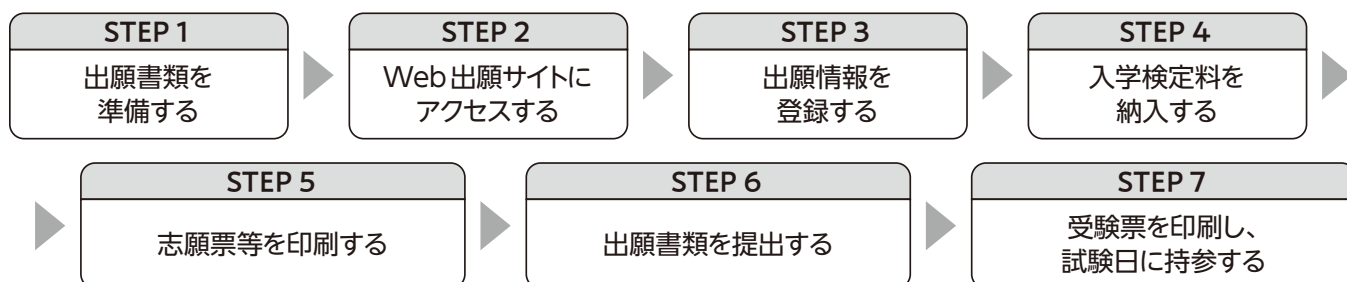 STEP 1
出願書類を
準備する
STEP 2
Web出願サイトに
アクセスする
STEP 3
出願情報を
登録する
STEP 4
入学検定料を
納入する
STEP 5
志願票等を印刷する
STEP 6
出願書類を提出する
STEP 7
受験票を印刷し、
試験日に持参する